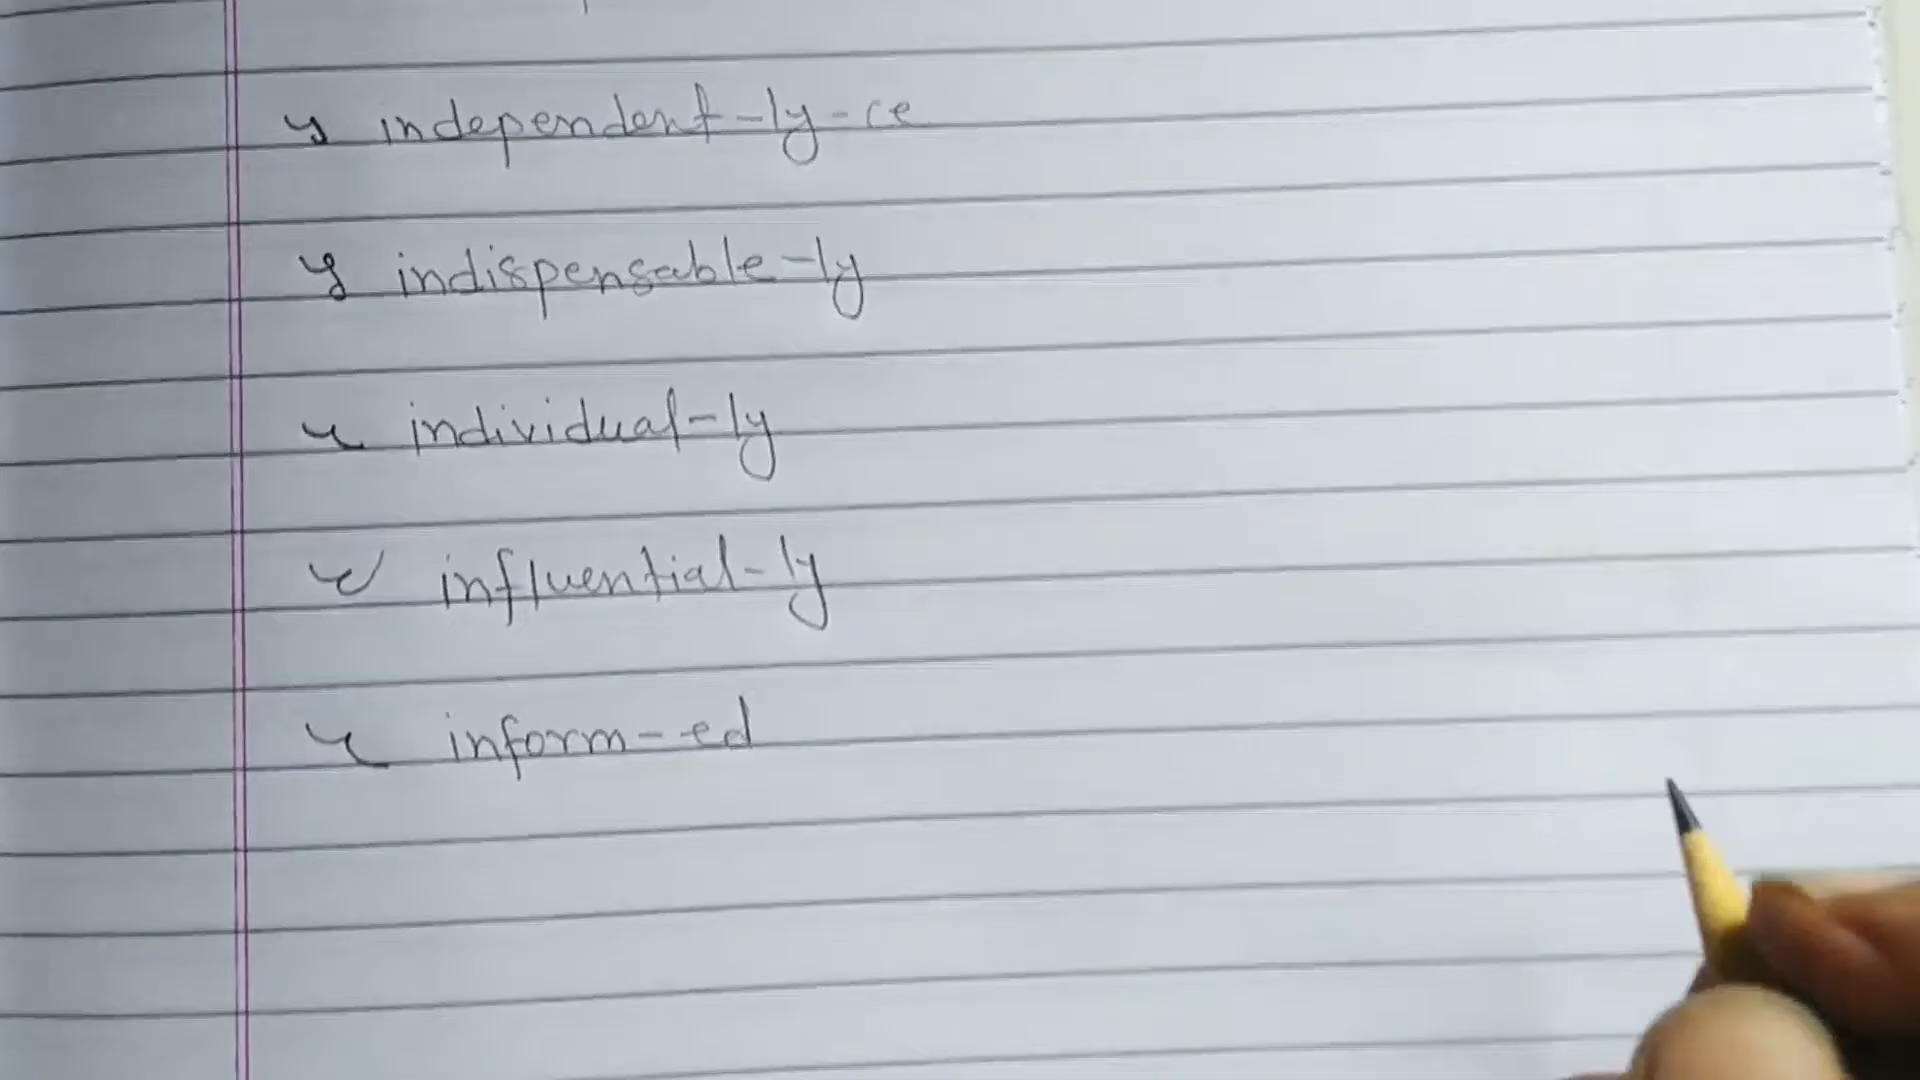 independent-ly-ce
indispensable-ly
individual-ly
influential-ly
inform-ed